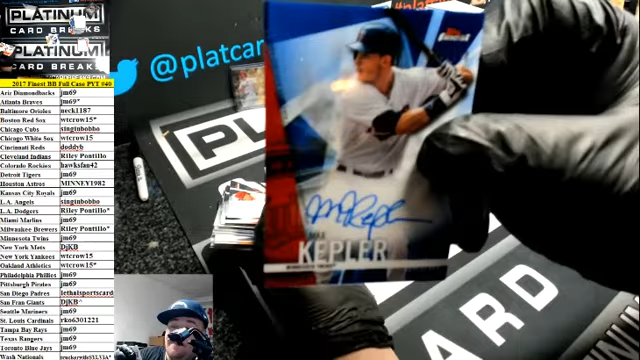 PLATINUM
CARD BREAKS
PLATINUM
CARD BREAKS
2017 Finest BB Full Case PYT #40
Ariz Diamondbacks jm69
Atlanta Braves jm69*
Baltimore Orioles neck1187
Boston Red Sox wtcrow15*
Chicago Cubs singinbobbo
Chicago White Sox wtcrow15
Cincinnati Reds doddyb
Cleveland Indians Riley Pontillo
Colorado Rockies hawksfan42
Detroit Tigers jm69
Houston Astros MINNEY1982
Kansas City Royals jm69
L.A. Angels singinbobbo
L.A. Dodgers Riley Pontillo*
Miami Marlins jm69
Milwaukee Brewers Riley Pontillo*
Minnesota Twins jm69
New York Mets DjKB
New York Yankees wtcrow15
Oakland Athletics wtcrow15*
Philadelphia Phillies jm69
Pittsburgh Pirates jm69
San Diego Padres lethalsportscard
San Fran Giants DjKB^
Seattle Mariners jm69
St. Louis Cardinals rko6301221
Tampa Bay Rays jm69
Texas Rangers jm69
Toronto Blue Jays jm69
Wash Nationals
@platcar
PL
Finest
KEPLER
ARD